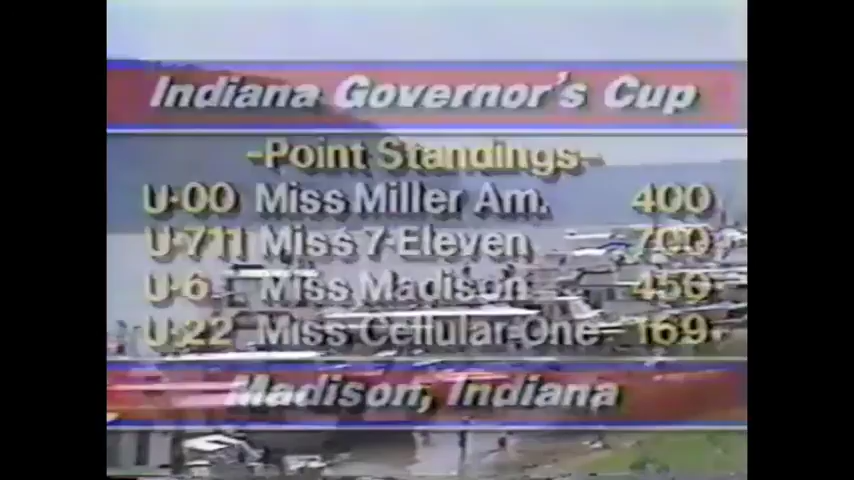 Indiana Governor's Cup
-Point Standings-
U-00 Miss Miller Am. 400
U-711 Miss 7-Eleven 700
U-6 Miss Madison 450
U-22 Miss Cellular One 169
Madison, Indiana